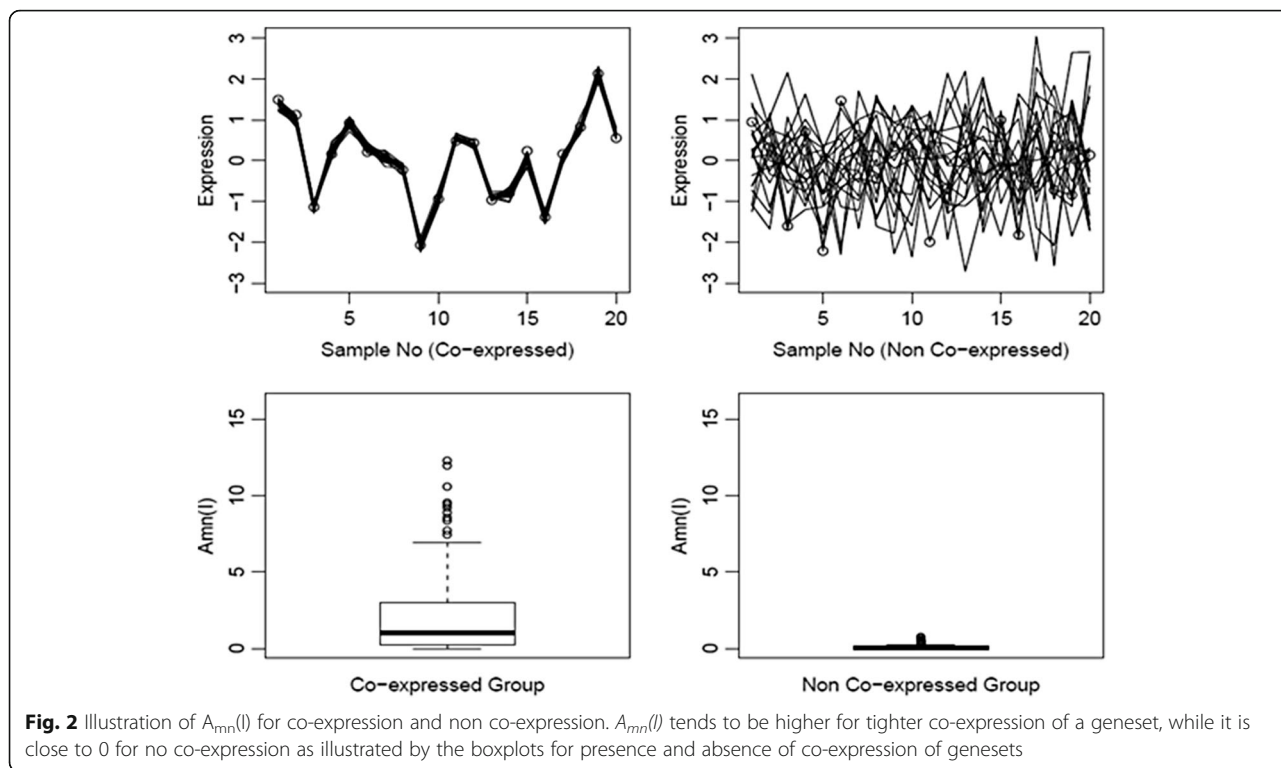 3
2
1
0
−1
−2
−3
Expression
5 10 15 20
Sample No (Co−expressed)
3
2
1
0
−1
−2
−3
Expression
5 10 15 20
Sample No (Non Co−expressed)
15
10
5
0
Amn(I)
Co−expressed Group
15
10
5
0
Amn(I)
Non Co−expressed Group
Fig. 2 Illustration of Amn(I) for co-expression and non co-expression. Amn(I) tends to be higher for tighter co-expression of a geneset, while it is
close to 0 for no co-expression as illustrated by the boxplots for presence and absence of co-expression of genesets